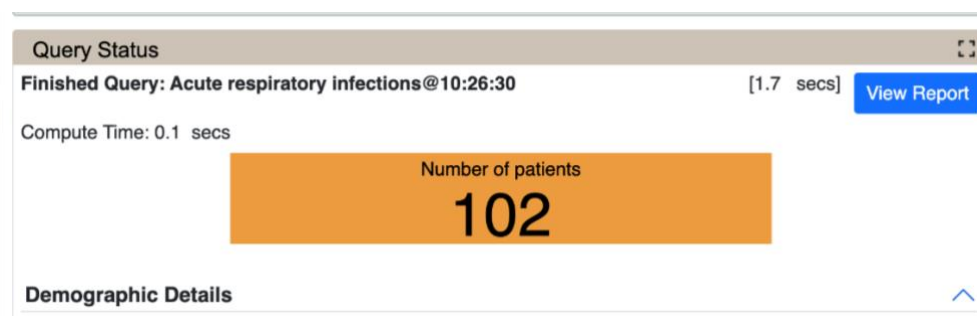 Query Status
Finished Query: Acute respiratory infections@10:26:30 [1.7 secs] View Report
Compute Time: 0.1 secs
Number of patients
102
Demographic Details